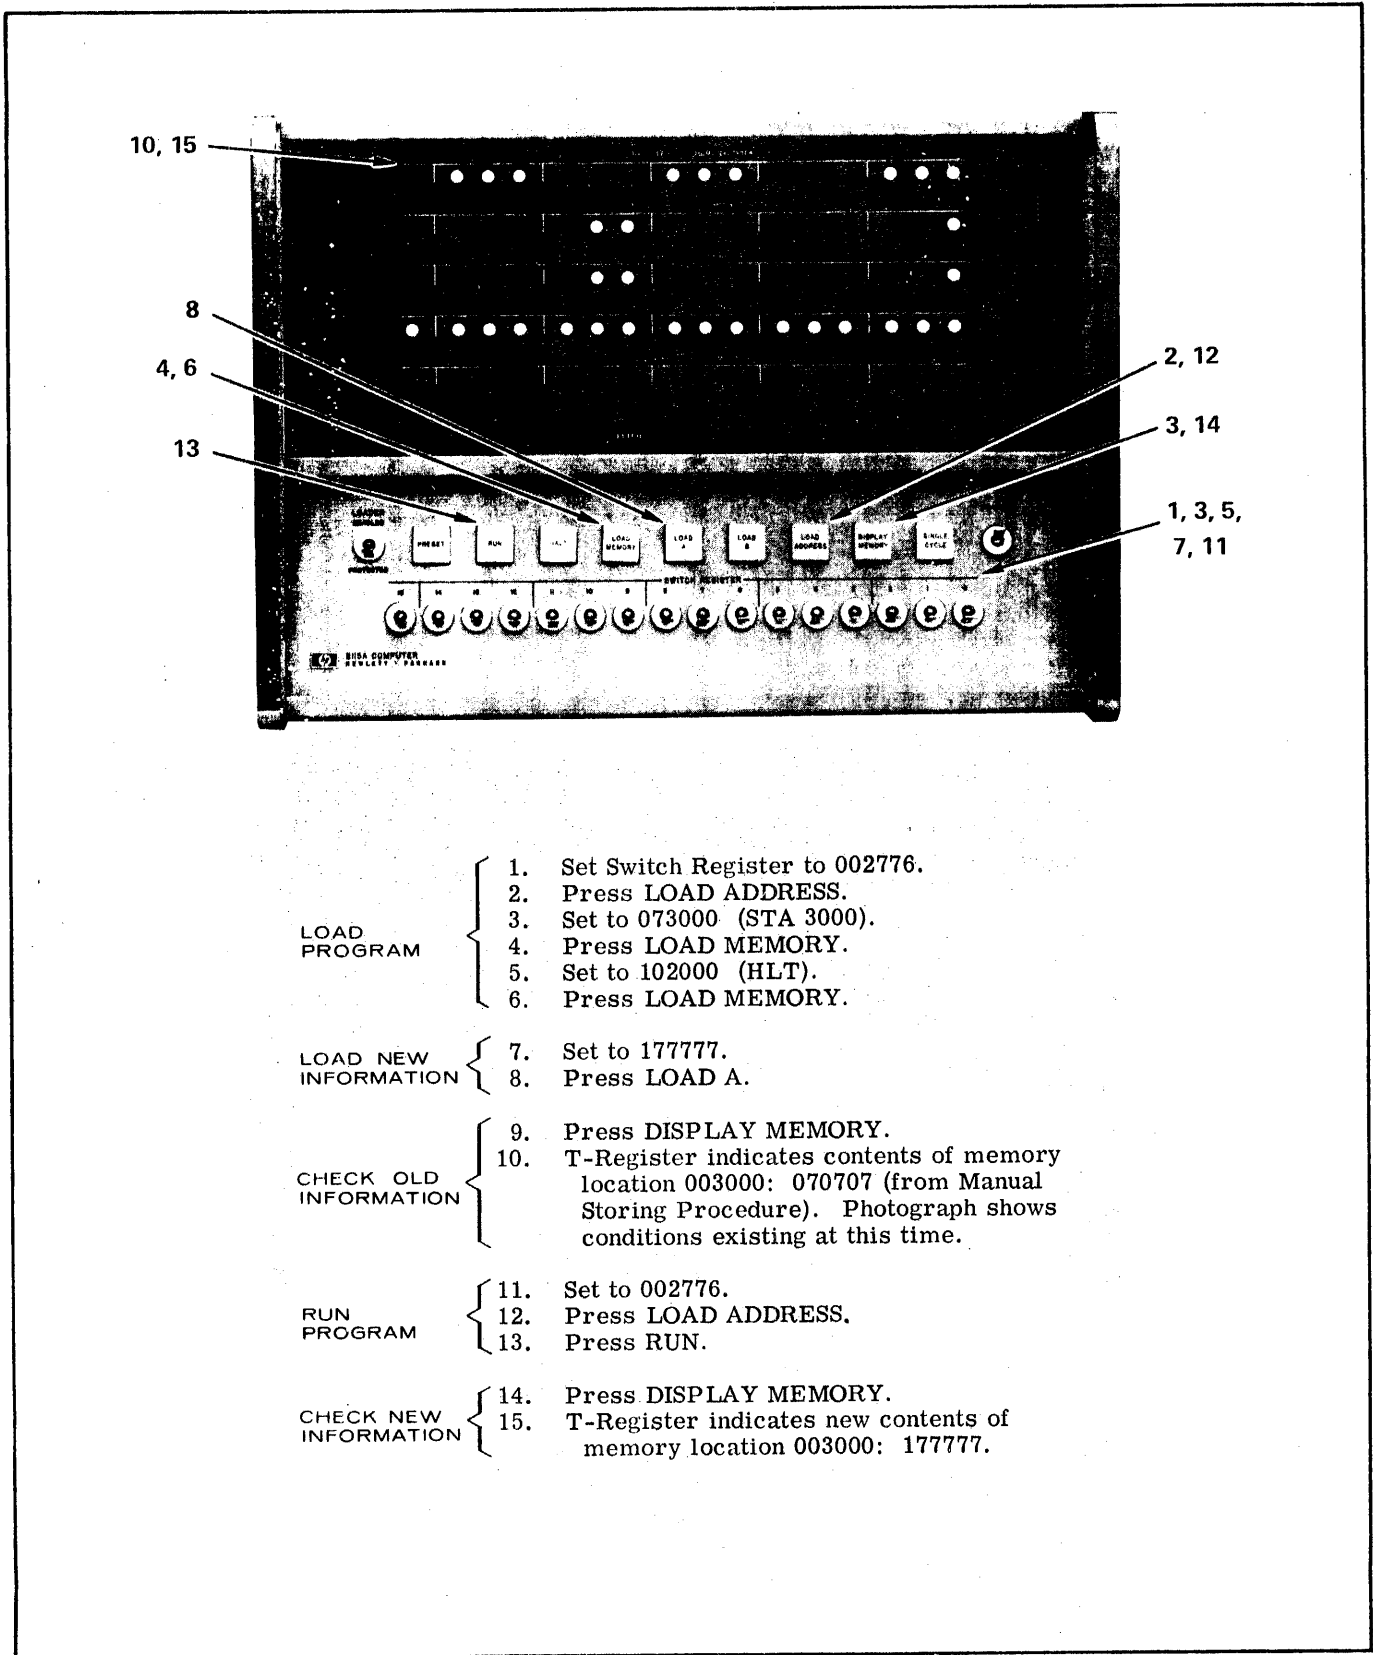 10, 15
8
4, 6
13
2, 12
3, 14
1, 3, 5,
7, 11
LOADER
ENABLED
PROTECTED
PRESET
RUN
HALT
LOAD
MEMORY
LOAD
A
LOAD
B
LOAD
ADDRESS
DISPLAY
MEMORY
SINGLE
CYCLE
SWITCH REGISTER
hp
COMPUTER
HEWLETT · PACKARD
LOAD
PROGRAM
1. Set Switch Register to 002776.
2. Press LOAD ADDRESS.
3. Set to 073000 (STA 3000).
4. Press LOAD MEMORY.
5. Set to 102000 (HLT).
6. Press LOAD MEMORY.
LOAD NEW
INFORMATION
7. Set to 177777.
8. Press LOAD A.
CHECK OLD
INFORMATION
9. Press DISPLAY MEMORY.
10. T-Register indicates contents of memory
location 003000: 070707 (from Manual
Storing Procedure). Photograph shows
conditions existing at this time.
RUN
PROGRAM
11. Set to 002776.
12. Press LOAD ADDRESS.
13. Press RUN.
CHECK NEW
INFORMATION
14. Press DISPLAY MEMORY.
15. T-Register indicates new contents of
memory location 003000: 177777.